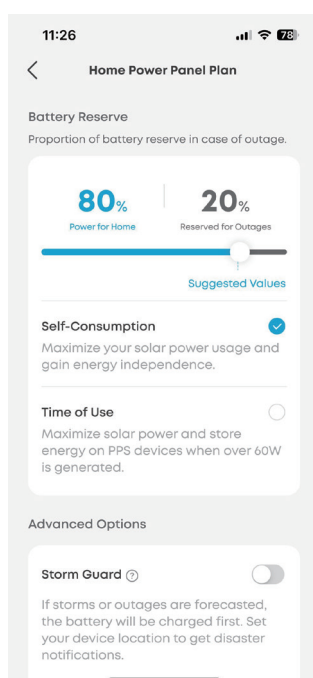 11:26
78
Home Power Panel Plan
Battery Reserve
Proportion of battery reserve in case of outage.
80% 20%
Power for Home Reserved for Outages
Suggested Values
Self-Consumption
Maximize your solar power usage and
gain energy independence.
Time of Use
Maximize solar power and store
energy on PPS devices when over 60W
is generated.
Advanced Options
Storm Guard ?
If storms or outages are forecasted,
the battery will be charged first. Set
your device location to get disaster
notifications.